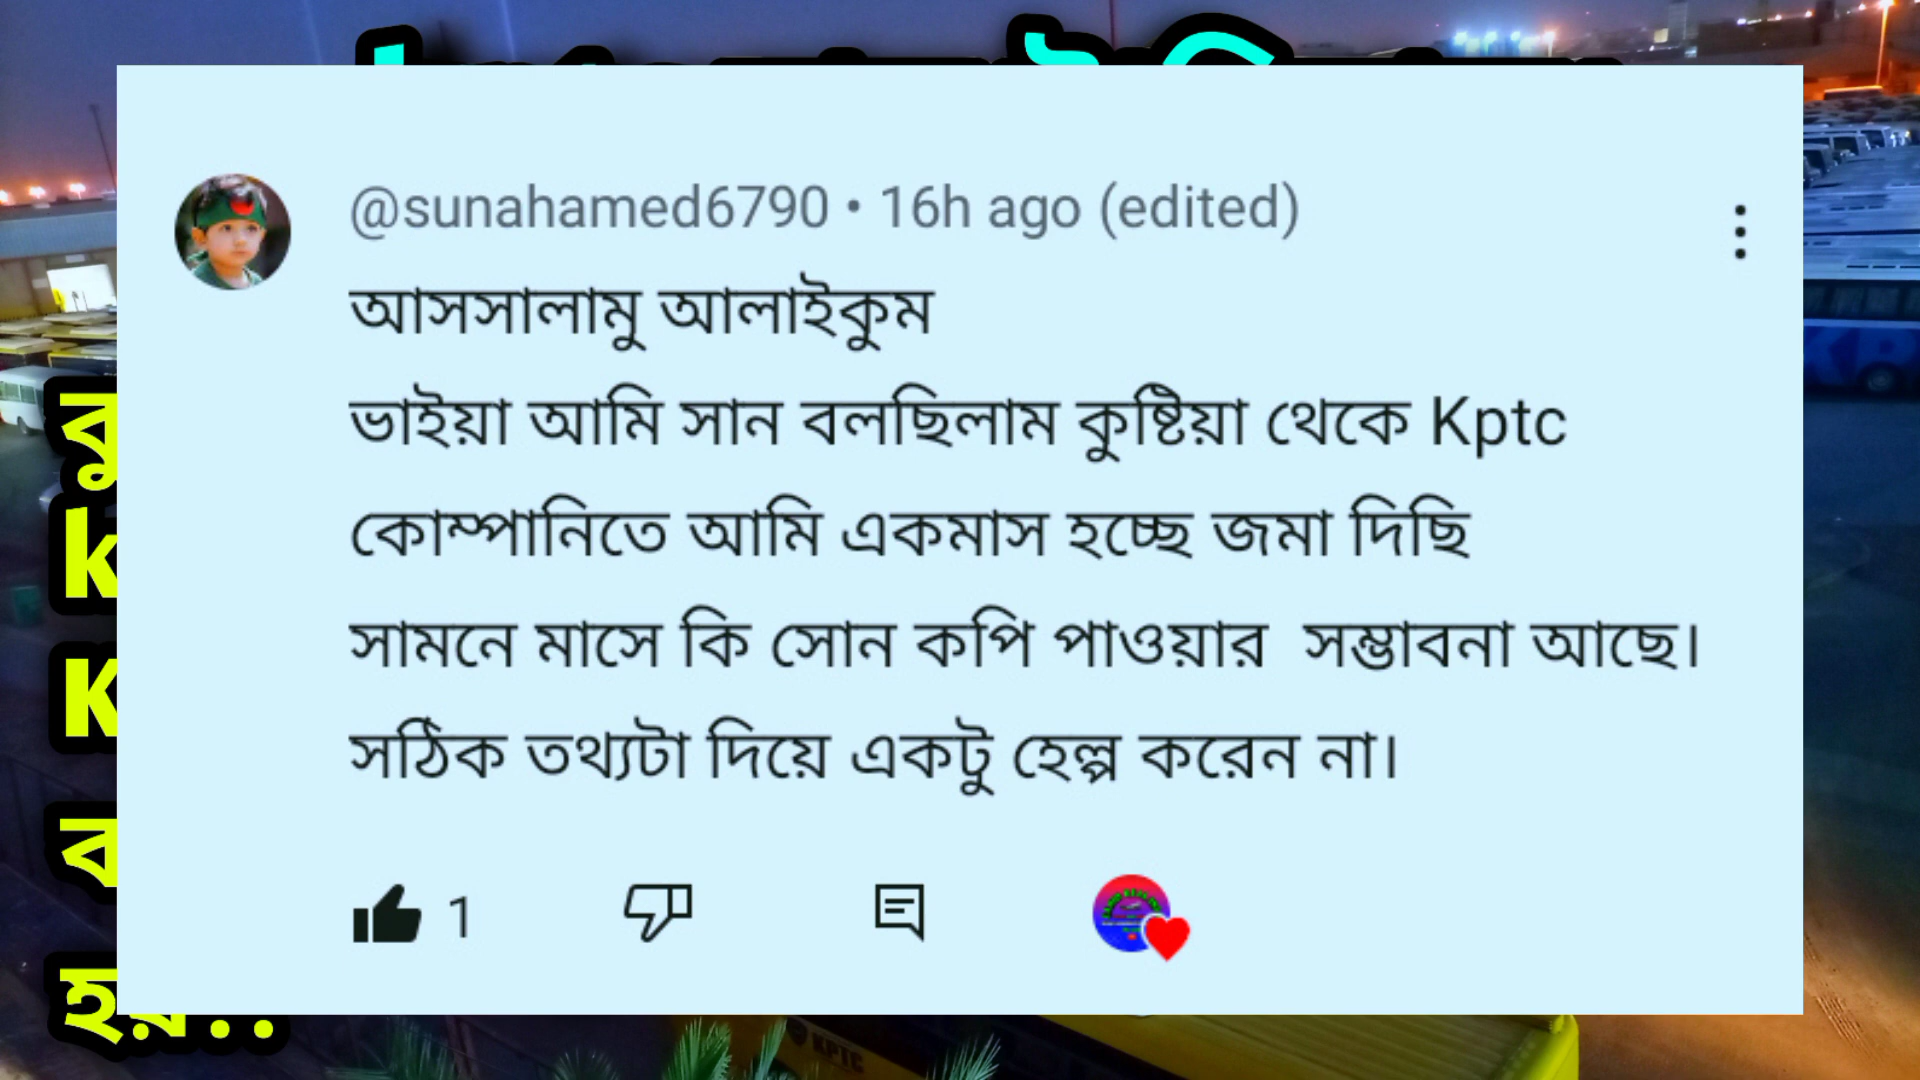 @sunahamed6790 • 16h ago (edited)
আসসালামু আলাইকুম
ভাইয়া আমি সান বলছিলাম কুষ্টিয়া থেকে Kptc
কোম্পানিতে আমি একমাস হচ্ছে জমা দিছি
সামনে মাসে কি সোন কপি পাওয়ার  সম্ভাবনা আছে।
সঠিক তথ্যটা দিয়ে একটু হেল্প করেন না।
1
KPTC